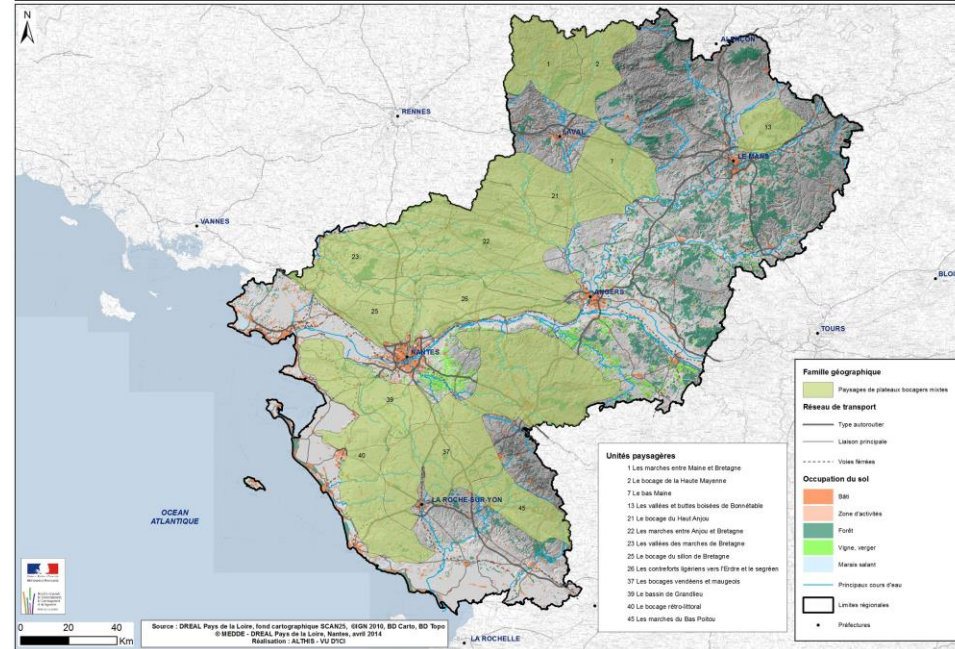 N
ALENÇON
1
2
RENNES
LAVAL
13
7
LE MANS
21
VANNES
22
23
BLOI
25
26
ANGERS
TOURS
NANTES
39
37
40
LA ROCHE-SUR-YON
45
OCEAN
ATLANTIQUE
LA ROCHELLE
Unités paysagères
1 Les marches entre Maine et Bretagne
2 Le bocage de la Haute Mayenne
7 Le bas Maine
13 Les vallées et buttes boisées de Bonnétable
21 Le bocage du Haut Anjou
22 Les marches entre Anjou et Bretagne
23 Les vallées des marches de Bretagne
25 Le bocage du sillon de Bretagne
26 Les contreforts ligériens vers l'Erdre et le segréen
37 Les bocages vendéens et maugeois
39 Le bassin de Grandlieu
40 Le bocage rétro-littoral
45 Les marches du Bas Poitou
Famille géographique
Paysages de plateaux bocagers mixtes
Réseau de transport
Type autoroutier
Liaison principale
Voies férrées
Occupation du sol
Bâti
Zone d'activités
Forêt
Vigne, verger
Marais salant
Principaux cours d'eau
Limites régionales
Préfectures
0 20 40
Km
Source : DREAL Pays de la Loire, fond cartographique SCAN25, ©IGN 2010, BD Carto, BD Topo
© MEDDE - DREAL Pays de la Loire, Nantes, avril 2014
Réalisation : ALTHIS - VU D'ICI